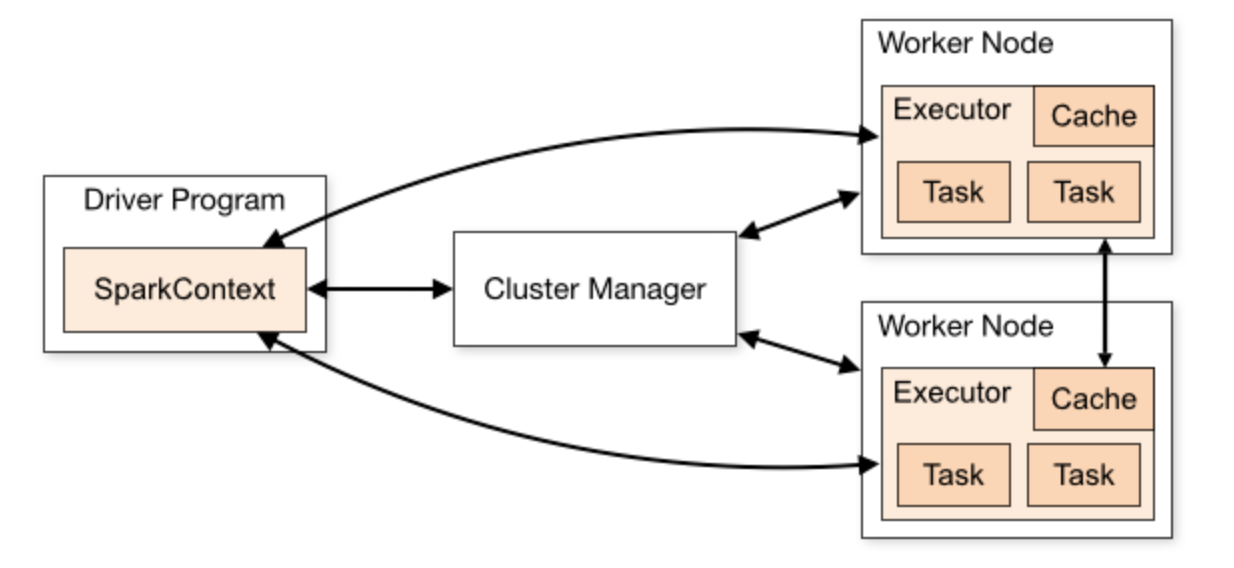 Driver Program
SparkContext
Cluster Manager
Worker Node
Executor
Cache
Task
Task
Worker Node
Executor
Cache
Task
Task